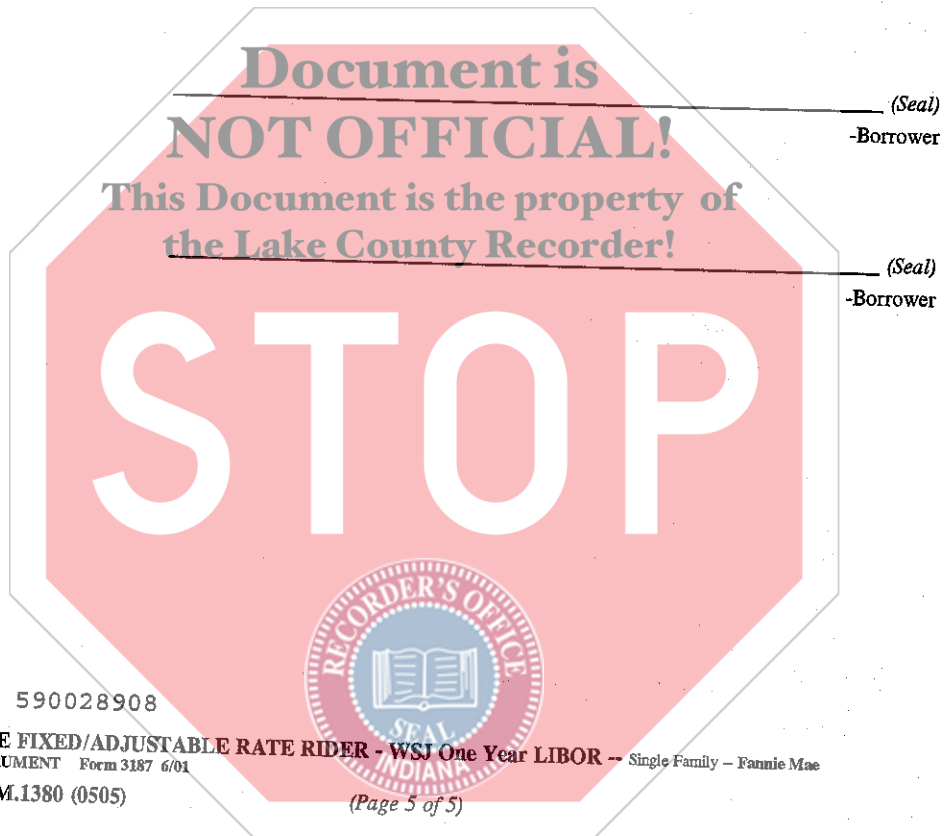 Document is
(Seal)
-Borrower
NOT OFFICIAL!
This Document is the property of
the Lake County Recorder!
(Seal)
-Borrower
STOP
RECORDER'S OFFICE
SEAL
INDIANA
590028908
E FIXED/ADJUSTABLE RATE RIDER - WSJ One Year LIBOR -- Single Family – Fannie Mae
UMENT Form 3187 6/01
M.1380 (0505)
(Page 5 of 5)